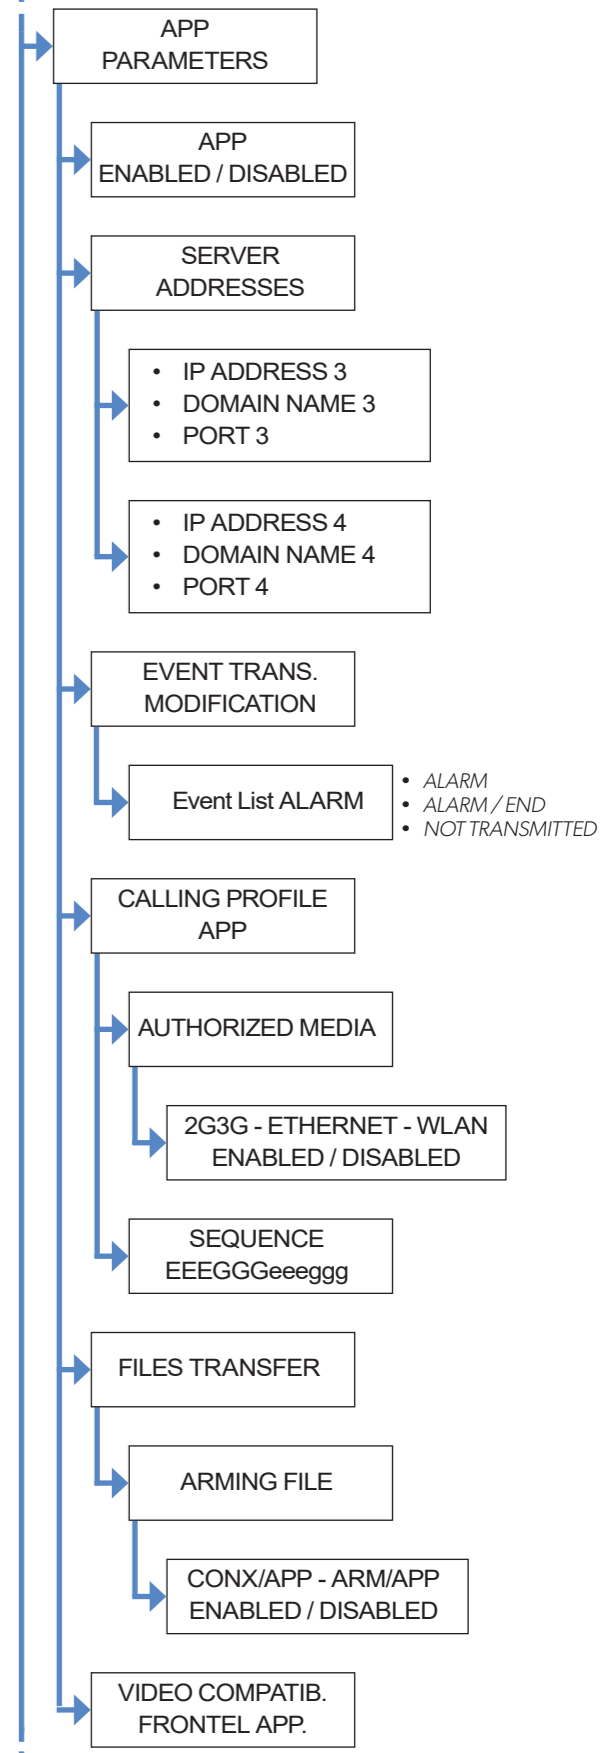 APP
PARAMETERS
APP
ENABLED / DISABLED
SERVER
ADDRESSES
• IP ADDRESS 3
• DOMAIN NAME 3
• PORT 3
• IP ADDRESS 4
• DOMAIN NAME 4
• PORT 4
EVENT TRANS.
MODIFICATION
Event List ALARM
• ALARM
• ALARM / END
• NOT TRANSMITTED
CALLING PROFILE
APP
AUTHORIZED MEDIA
2G3G - ETHERNET - WLAN
ENABLED / DISABLED
SEQUENCE
EEEGGGeeeggg
FILES TRANSFER
ARMING FILE
CONX/APP - ARM/APP
ENABLED / DISABLED
VIDEO COMPATIB.
FRONTEL APP.